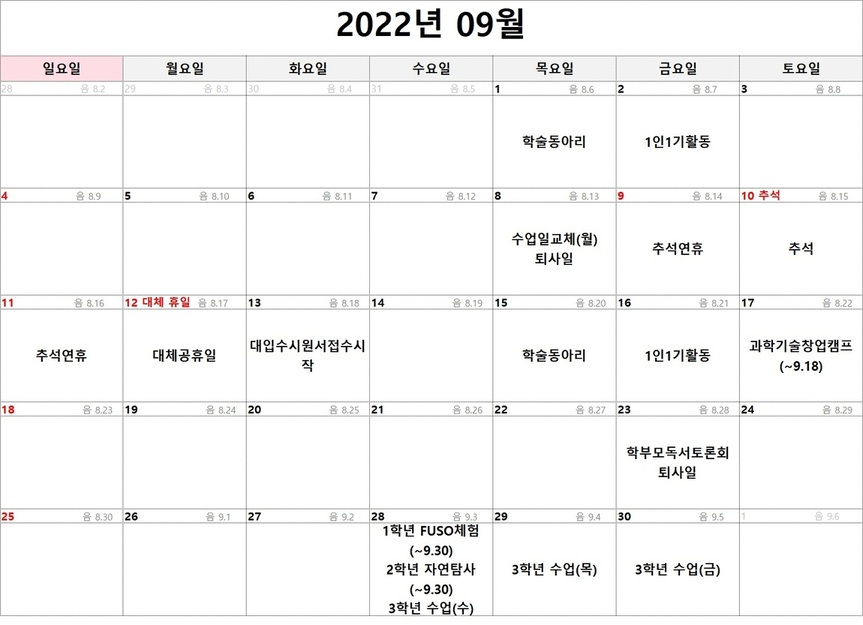 2022년 09월
일요일 월요일 화요일 수요일 목요일 금요일 토요일
28 음 8.2 29 음 8.3 30 음 8.4 31 음 8.5 1 음 8.6 2 음 8.7 3 음 8.8
학술동아리 1인1기활동
4 음 8.9 5 음 8.10 6 음 8.11 7 음 8.12 8 음 8.13 9 음 8.14 10 추석 음 8.15
수업일교체(월)
퇴사일
추석연휴
추석
11 음 8.16 12 대체 휴일 음 8.17 13 음 8.18 14 음 8.19 15 음 8.20 16 음 8.21 17 음 8.22
추석연휴
대체공휴일
대입수시원서접수시
작
학술동아리
1인1기활동
과학기술창업캠프
(~9.18)
18 음 8.23 19 음 8.24 20 음 8.25 21 음 8.26 22 음 8.27 23 음 8.28 24 음 8.29
학부모독서토론회
퇴사일
25 음 8.30 26 음 9.1 27 음 9.2 28 음 9.3 29 음 9.4 30 음 9.5 1 음 9.6
1학년 FUSO체험
(~9.30)
2학년 자연탐사
(~9.30)
3학년 수업(수)
3학년 수업(목)
3학년 수업(금)